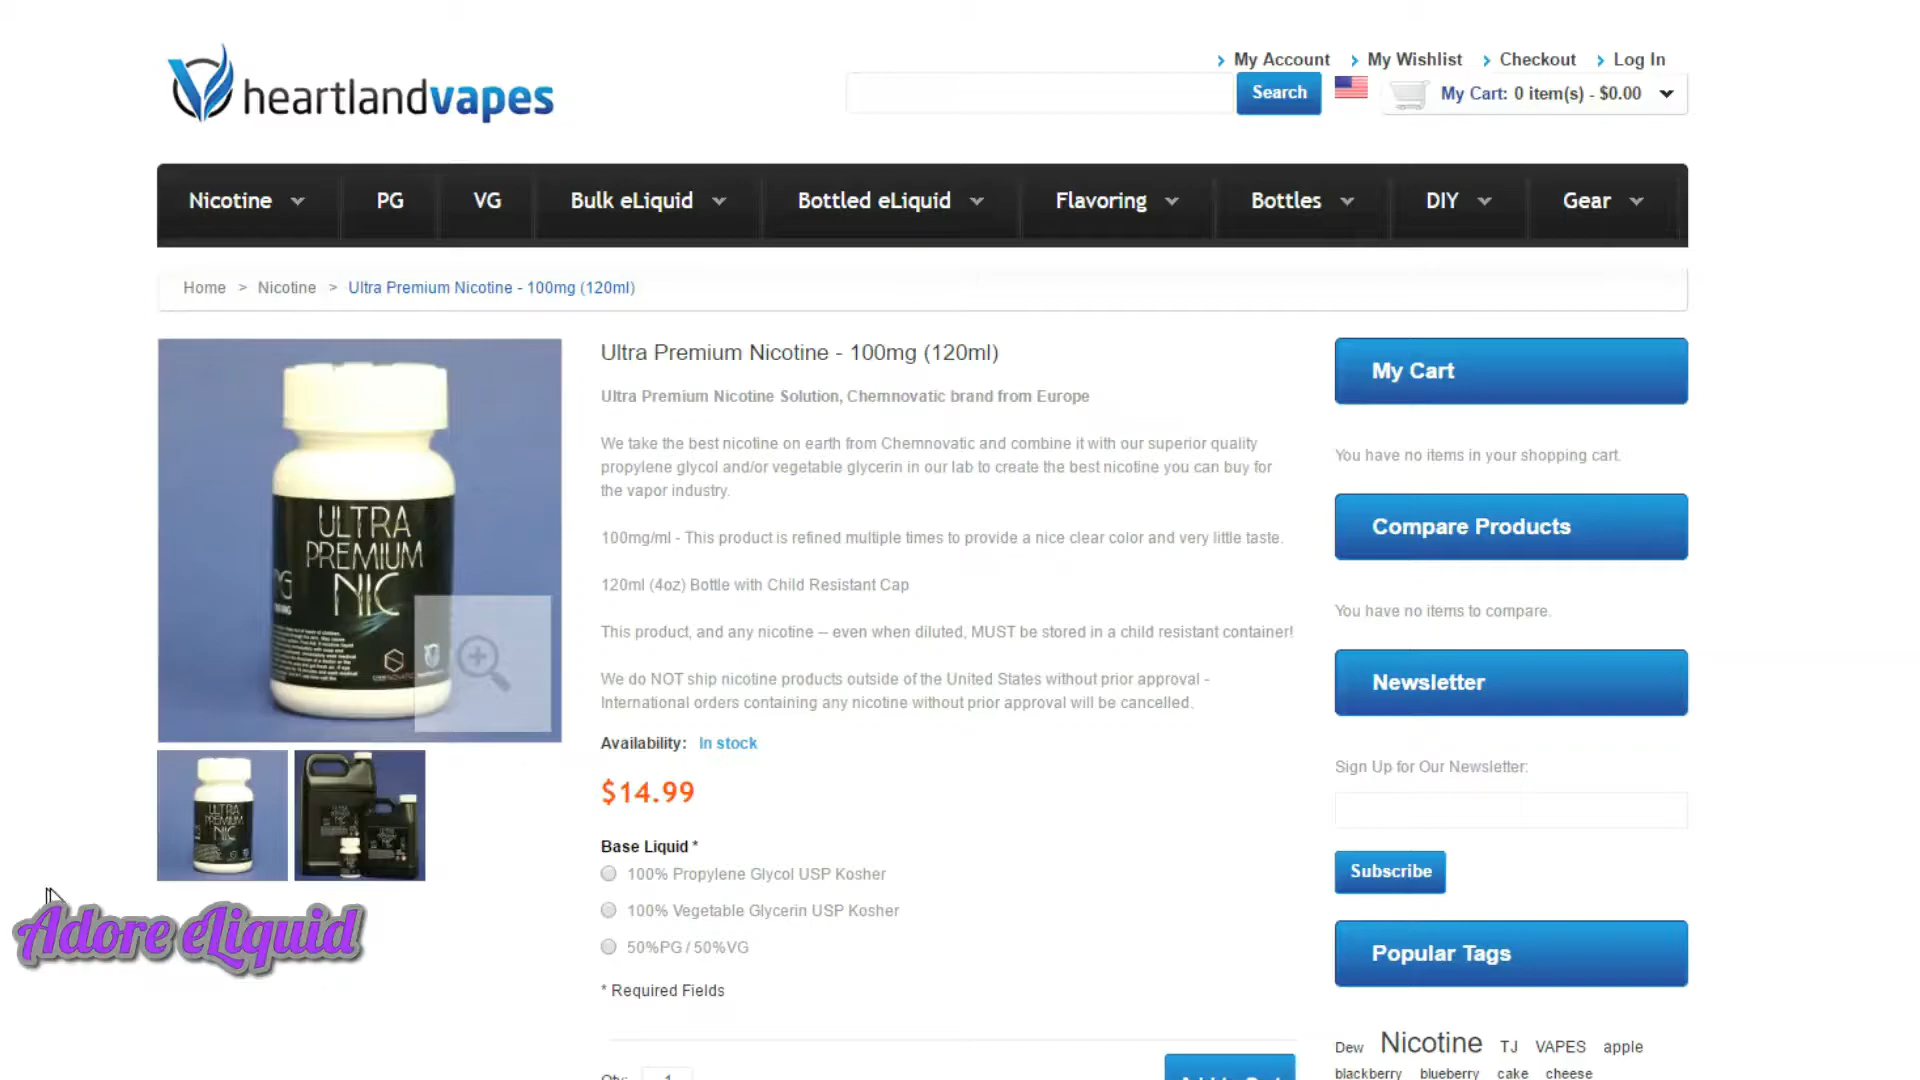 My Account
My Wishlist
Checkout
Log In
heartlandvapes
Search
My Cart: 0 item(s) - $0.00
Nicotine
PG
VG
Bulk eLiquid
Bottled eLiquid
Flavoring
Bottles
DIY
Gear
Home > Nicotine > Ultra Premium Nicotine - 100mg (120ml)
ULTRA
PREMIUM
NIC
Ultra Premium Nicotine - 100mg (120ml)
Ultra Premium Nicotine Solution, Chemnovatic brand from Europe
We take the best nicotine on earth from Chemnovatic and combine it with our superior quality
propylene glycol and/or vegetable glycerin in our lab to create the best nicotine you can buy for
the vapor industry.
100mg/ml - This product is refined multiple times to provide a nice clear color and very little taste.
120ml (4oz) Bottle with Child Resistant Cap
This product, and any nicotine -- even when diluted, MUST be stored in a child resistant container!
We do NOT ship nicotine products outside of the United States without prior approval -
International orders containing any nicotine without prior approval will be cancelled.
Availability: In stock
$14.99
Base Liquid *
100% Propylene Glycol USP Kosher
100% Vegetable Glycerin USP Kosher
50%PG / 50%VG
* Required Fields
Qty: 1
Add to Cart
My Cart
You have no items in your shopping cart.
Compare Products
You have no items to compare.
Newsletter
Sign Up for Our Newsletter:
Subscribe
Popular Tags
Dew Nicotine TJ VAPES apple
blackberry blueberry cake cheese
ULTRA
PREMIUM
NIC
Adore eLiquid